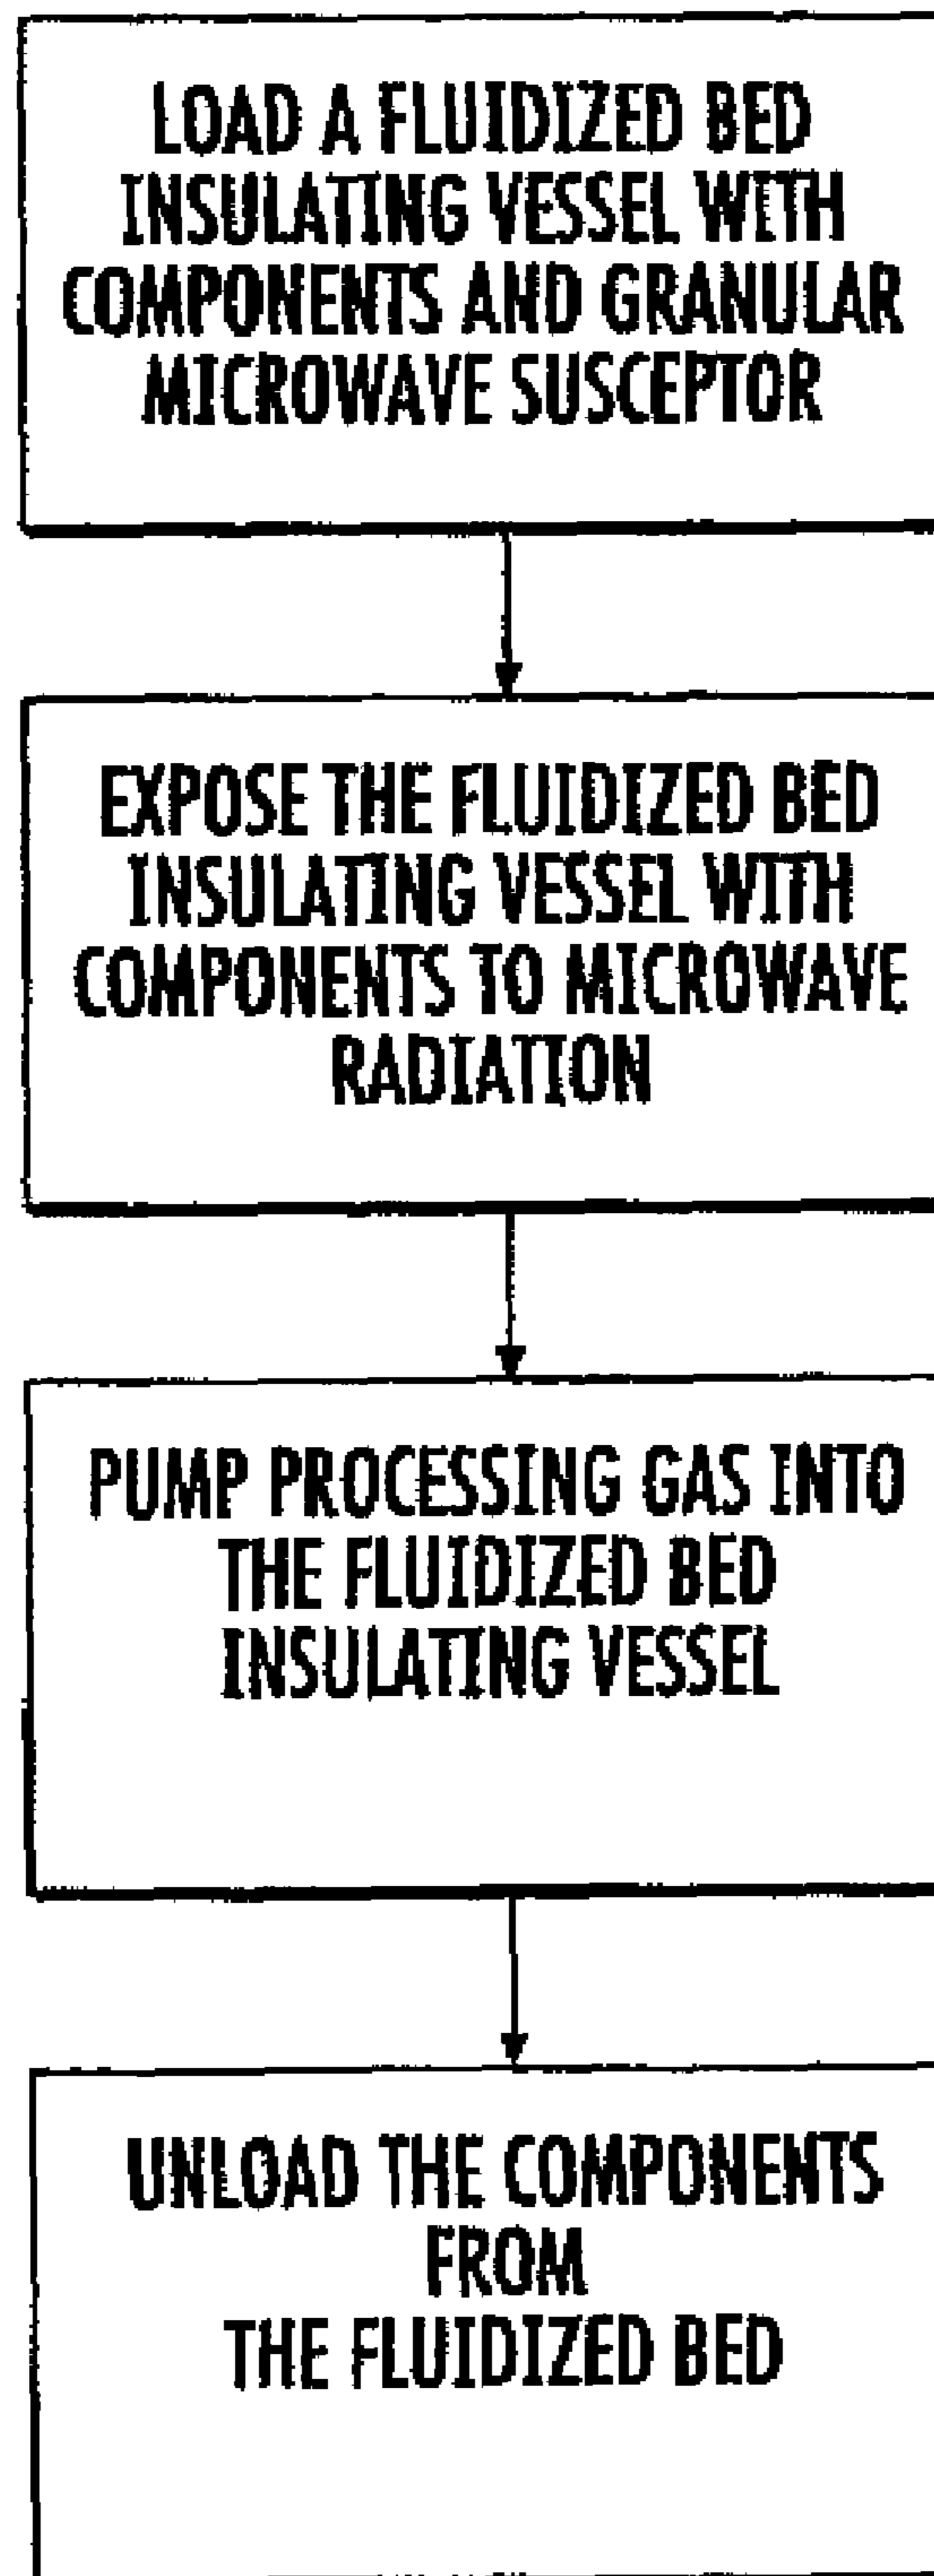 LOAD A FLUIDIZED BED
INSULATING VESSEL WITH
COMPONENTS AND GRANULAR
MICROWAVE SUSCEPTOR
EXPOSE THE FLUIDIZED BED
INSULATING VESSEL WITH
COMPONENTS TO MICROWAVE
RADIATION
PUMP PROCESSING GAS INTO
THE FLUIDIZED BED
INSULATING VESSEL
UNLOAD THE COMPONENTS
FROM
THE FLUIDIZED BED